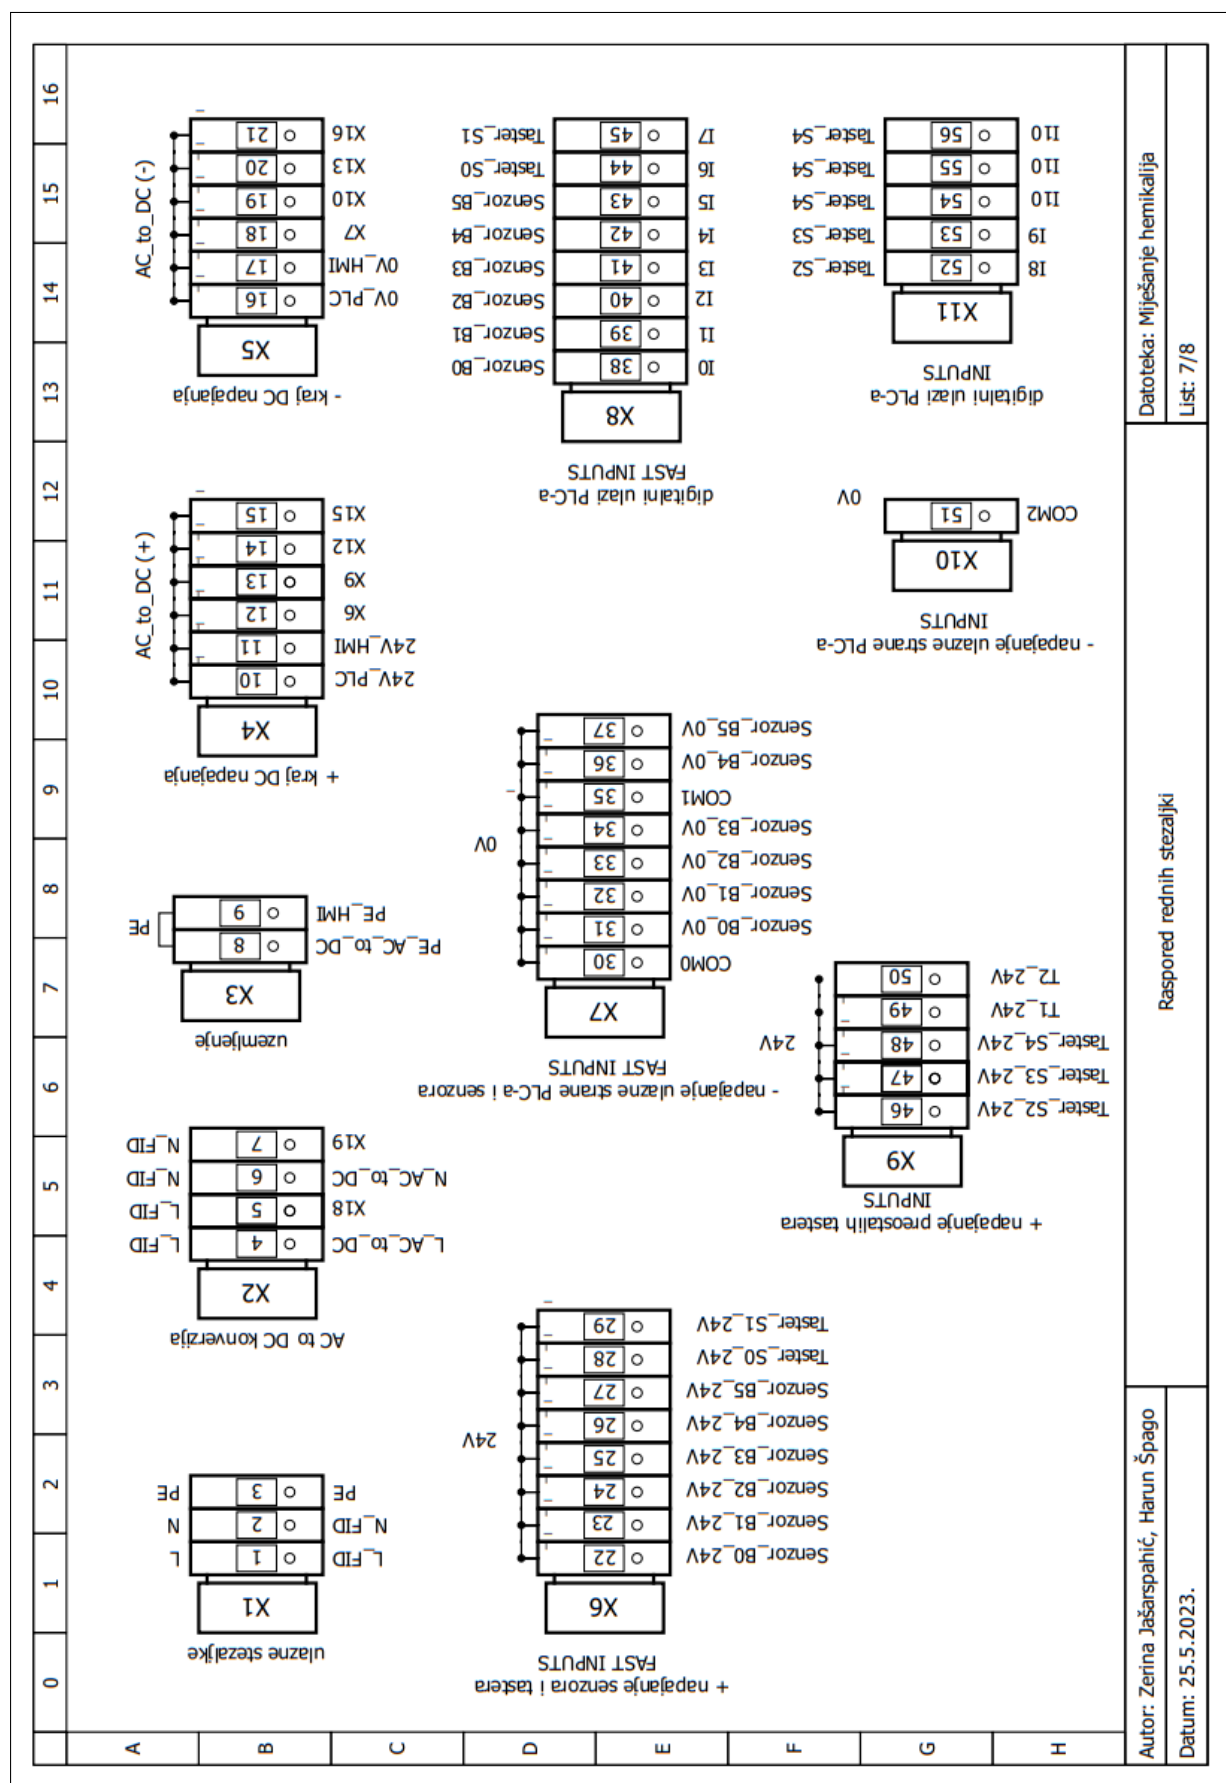 0 1 2 3 4 5 6 7 8 9 10 11 12 13 14 15 16
A
B
C
D
E
F
G
H
ulazne stezaljke
X1
L 1 L_FID
N 2 N_FID
PE 3 PE
AC to DC konverzija
X2
L_FID 4 L_AC_to_DC
L_FID 5 X18
N_FID 6 N_AC_to_DC
N_FID 7 X19
uzemljenje
X3
PE
8 PE_AC_to_DC
9 PE_HMI
+ kraj DC napajanja
X4
AC_to_DC (+)
10 24V_PLC
11 24V_HMI
12 X6
13 X9
14 X12
15 X15
- kraj DC napajanja
X5
AC_to_DC (-)
16 0V_PLC
17 0V_HMI
18 X7
19 X10
20 X13
21 X16
+ napajanje senzora i tastera
FAST INPUTS
X6
24V
22 Senzor_B0_24V
23 Senzor_B1_24V
24 Senzor_B2_24V
25 Senzor_B3_24V
26 Senzor_B4_24V
27 Senzor_B5_24V
28 Taster_S0_24V
29 Taster_S1_24V
- napajanje ulazne strane PLC-a i senzora
FAST INPUTS
X7
0V
30 COM0
31 Senzor_B0_0V
32 Senzor_B1_0V
33 Senzor_B2_0V
34 Senzor_B3_0V
35 COM1
36 Senzor_B4_0V
37 Senzor_B5_0V
digitalni ulazi PLC-a
FAST INPUTS
X8
Senzor_B0 38 I0
Senzor_B1 39 I1
Senzor_B2 40 I2
Senzor_B3 41 I3
Senzor_B4 42 I4
Senzor_B5 43 I5
Taster_S0 44 I6
Taster_S1 45 I7
+ napajanje preostalih tastera
INPUTS
X9
24V
46 Taster_S2_24V
47 Taster_S3_24V
48 Taster_S4_24V
49 T1_24V
50 T2_24V
- napajanje ulazne strane PLC-a
INPUTS
X10
0V 51 COM2
digitalni ulazi PLC-a
INPUTS
X11
Taster_S2 52 I8
Taster_S3 53 I9
Taster_S4 54 I10
Taster_S4 55 I10
Taster_S4 56 I10
Autor: Zerina Jašarspahić, Harun Špago
Datum: 25.5.2023.
Raspored rednih stezaljki
Datoteka: Miješanje hemikalija
List: 7/8